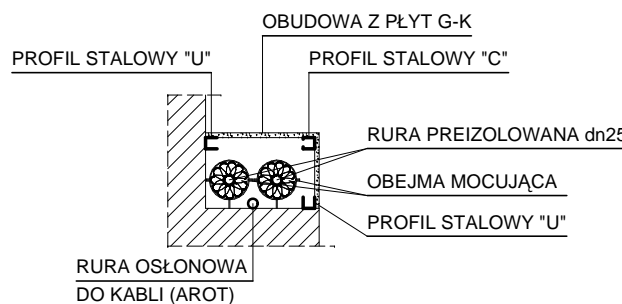 OBUDOWA Z PŁYT G-K
PROFIL STALOWY "U"
PROFIL STALOWY "C"
RURA PREIZOLOWANA dn25
OBEJMA MOCUJĄCA
PROFIL STALOWY "U"
RURA OSŁONOWA
DO KABLI (AROT)